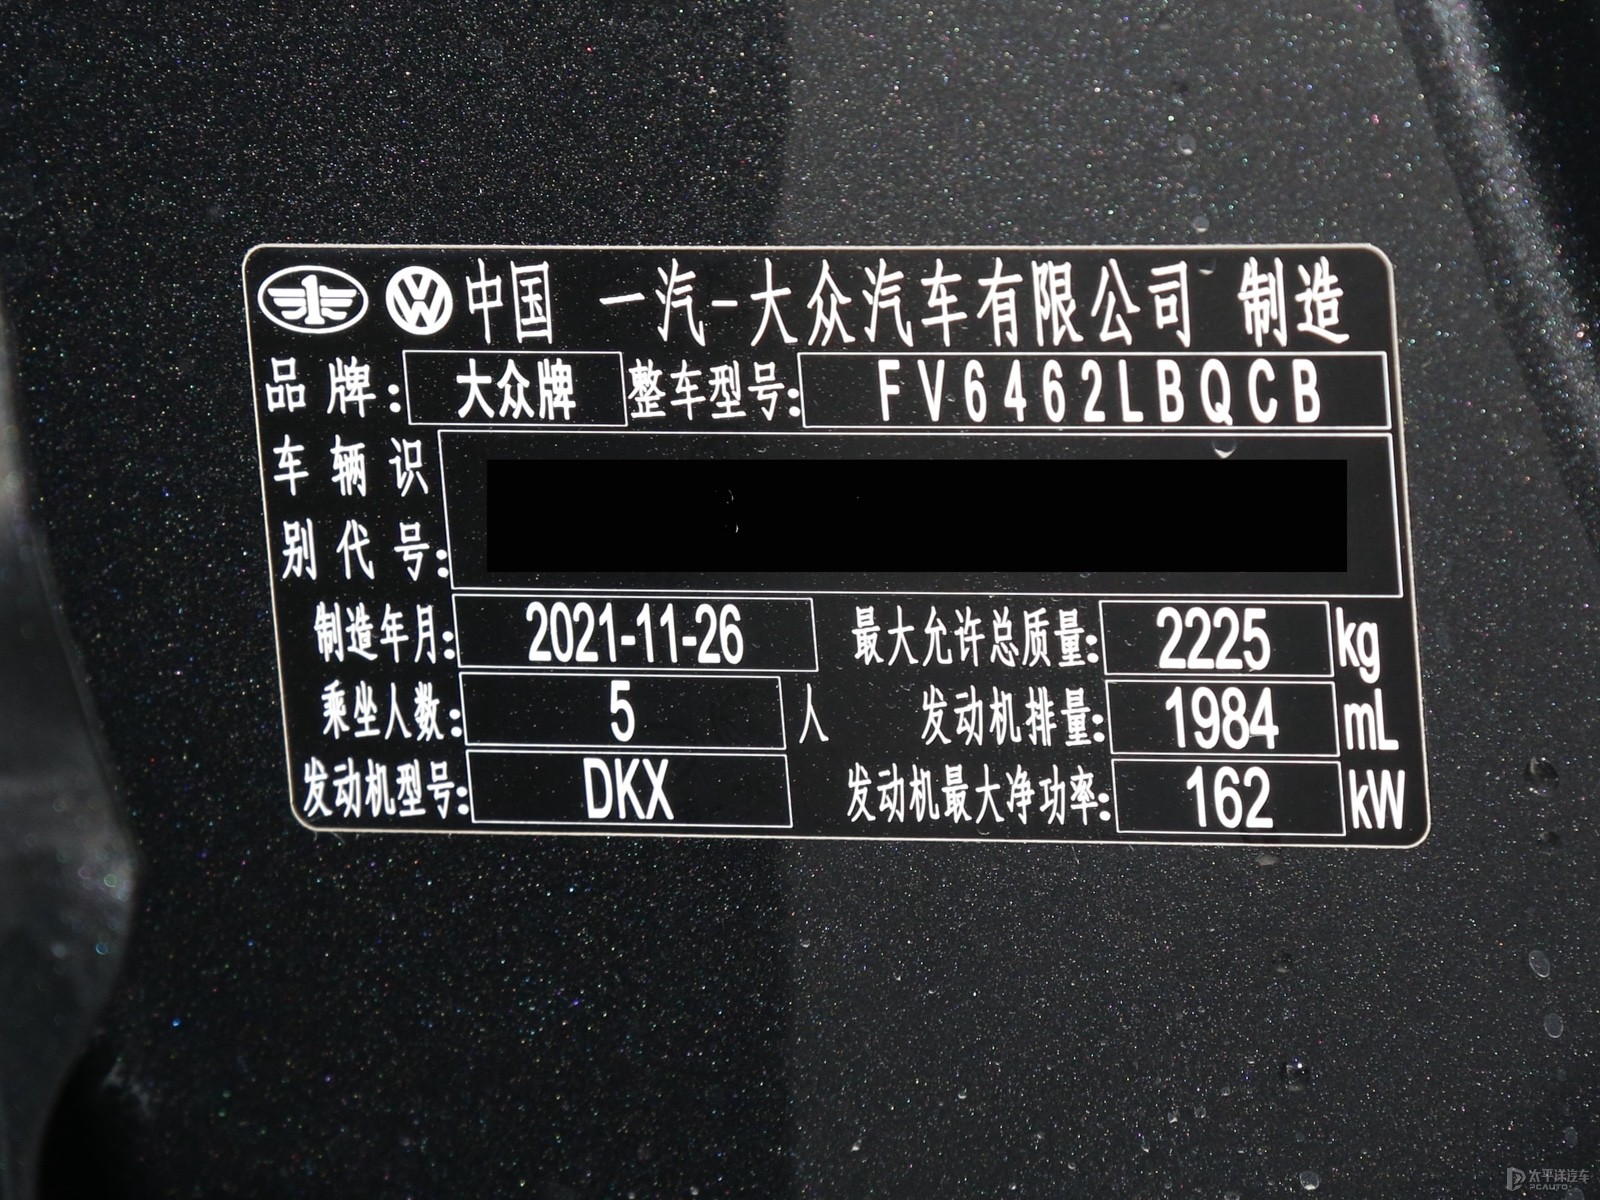 中国 一汽-大众汽车有限公司 制造
品牌: 大众牌 整车型号: FV6462LBQCB
车辆识
别代号:
制造年月: 2021-11-26 最大允许总质量: 2225 kg
乘坐人数: 5 人 发动机排量: 1984 mL
发动机型号: DKX 发动机最大净功率: 162 kW
太平洋汽车
PCAUTO